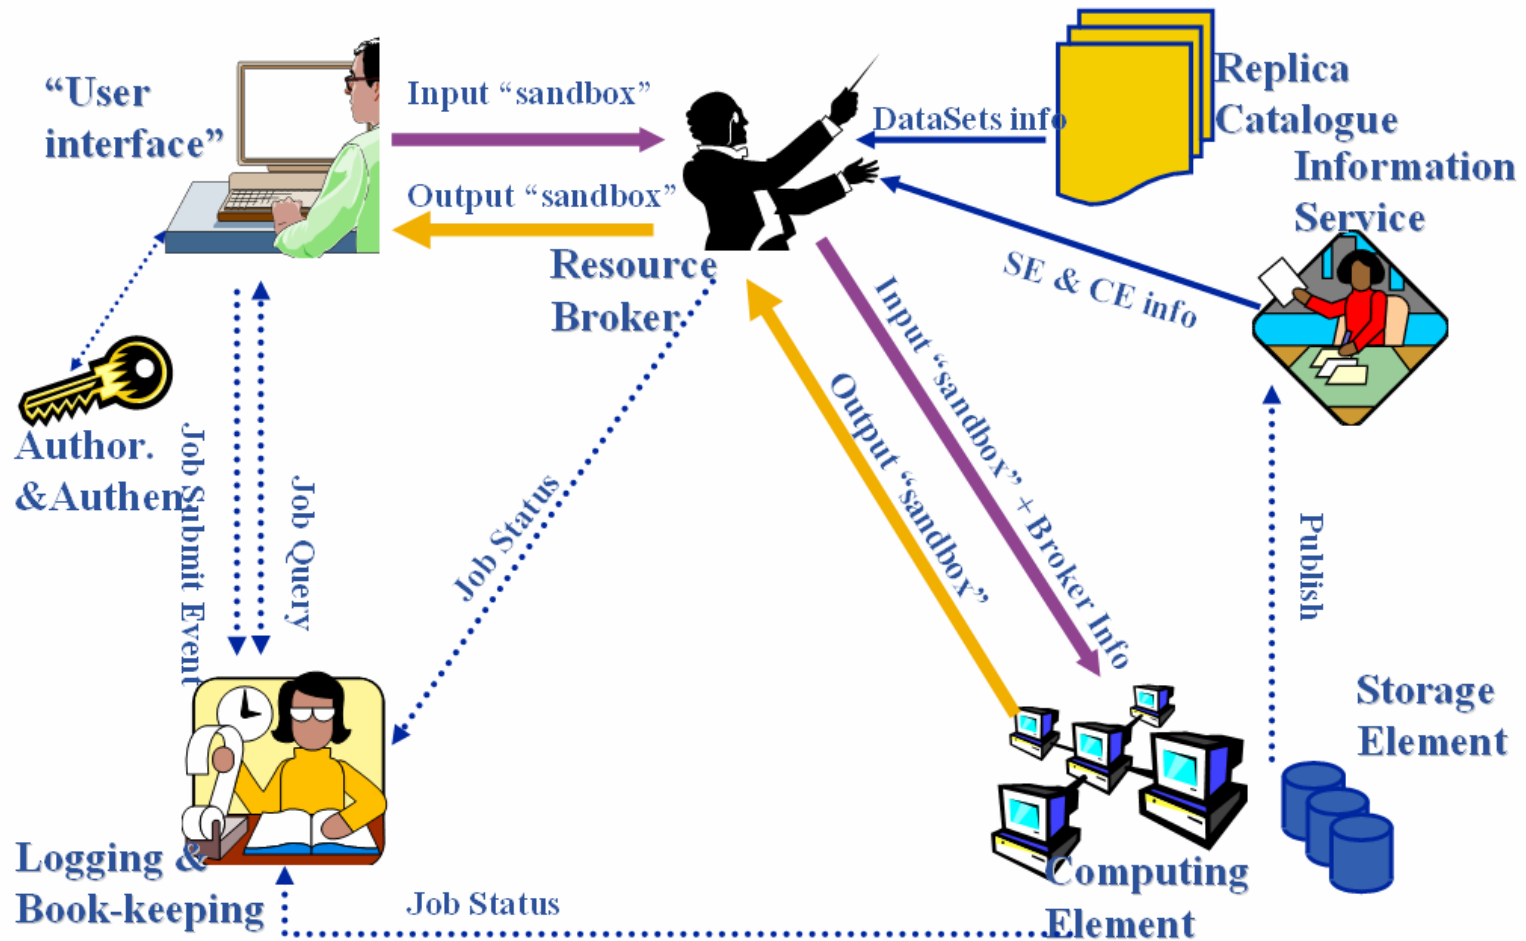 “User
interface”
Input “sandbox”
Output “sandbox”
DataSets info
Replica
Catalogue
Information
Service
Resource
Broker
SE & CE info
Author.
&Authen.
Job Submit Event
Job Query
Job Status
Input “sandbox” + Broker Info
Output “sandbox”
Publish
Storage
Element
Logging &
Book-keeping
Job Status
Computing
Element